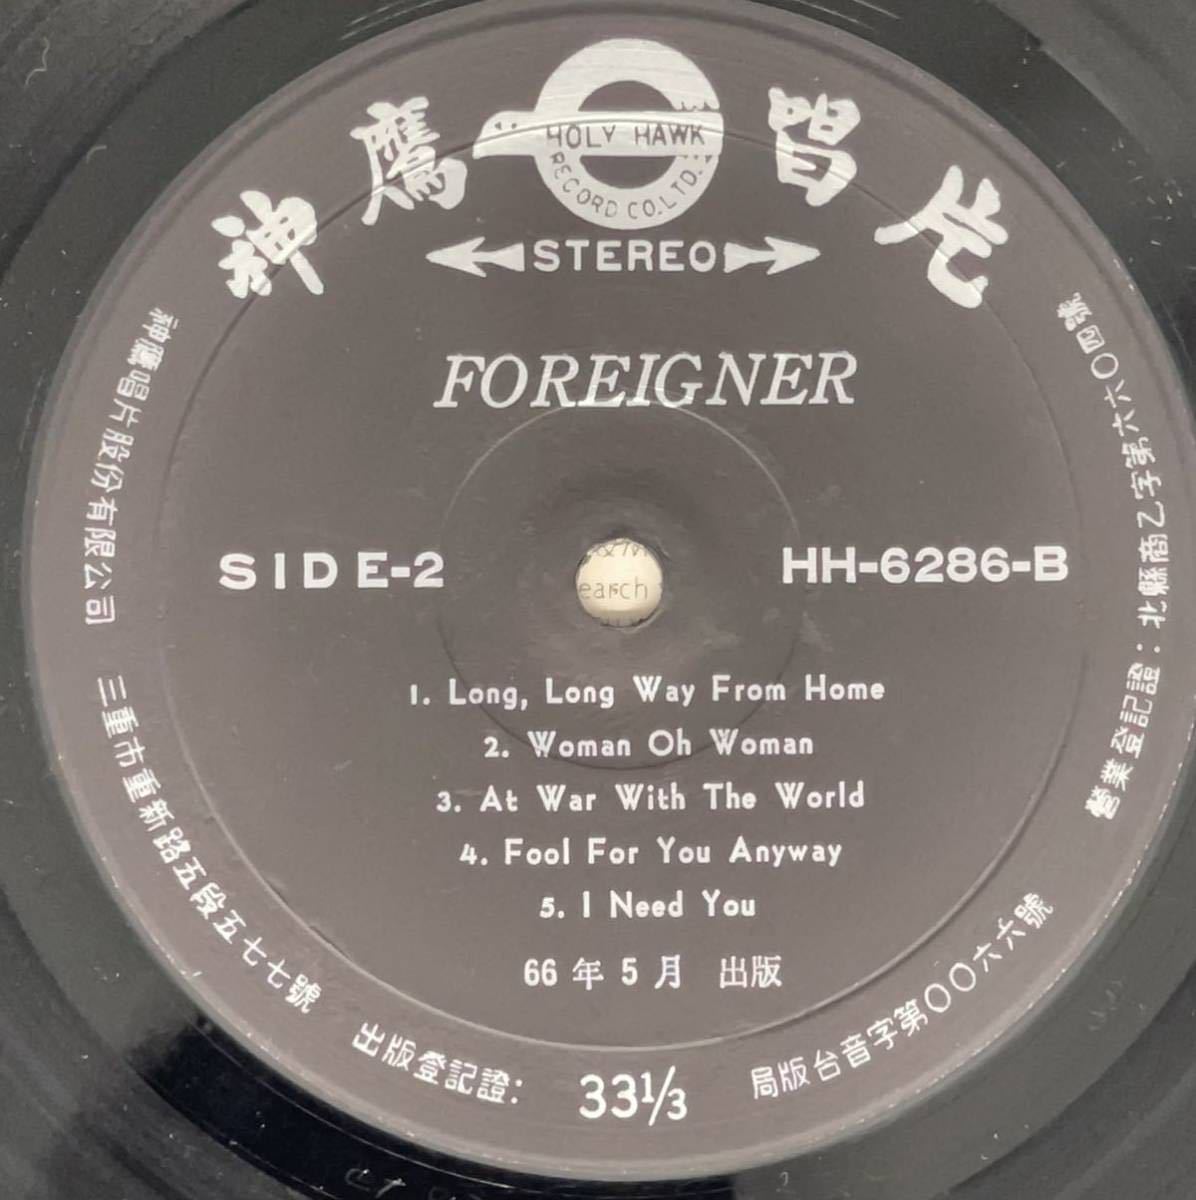 神鷹唱片
HOLY HAWK
RECORD CO.LTD.
STEREO
FOREIGNER
SIDE-2
HH-6286-B
earch
1. Long, Long Way From Home
2. Woman Oh Woman
3. At War With The World
4. Fool For You Anyway
5. I Need You
66年5月 出版
33⅓
神鷹唱片股份有限公司
三重市重新路五段五七七號
出版登記證:
局版台音字第〇〇六六號
營業登記證:北縣商乙字第六六〇四號